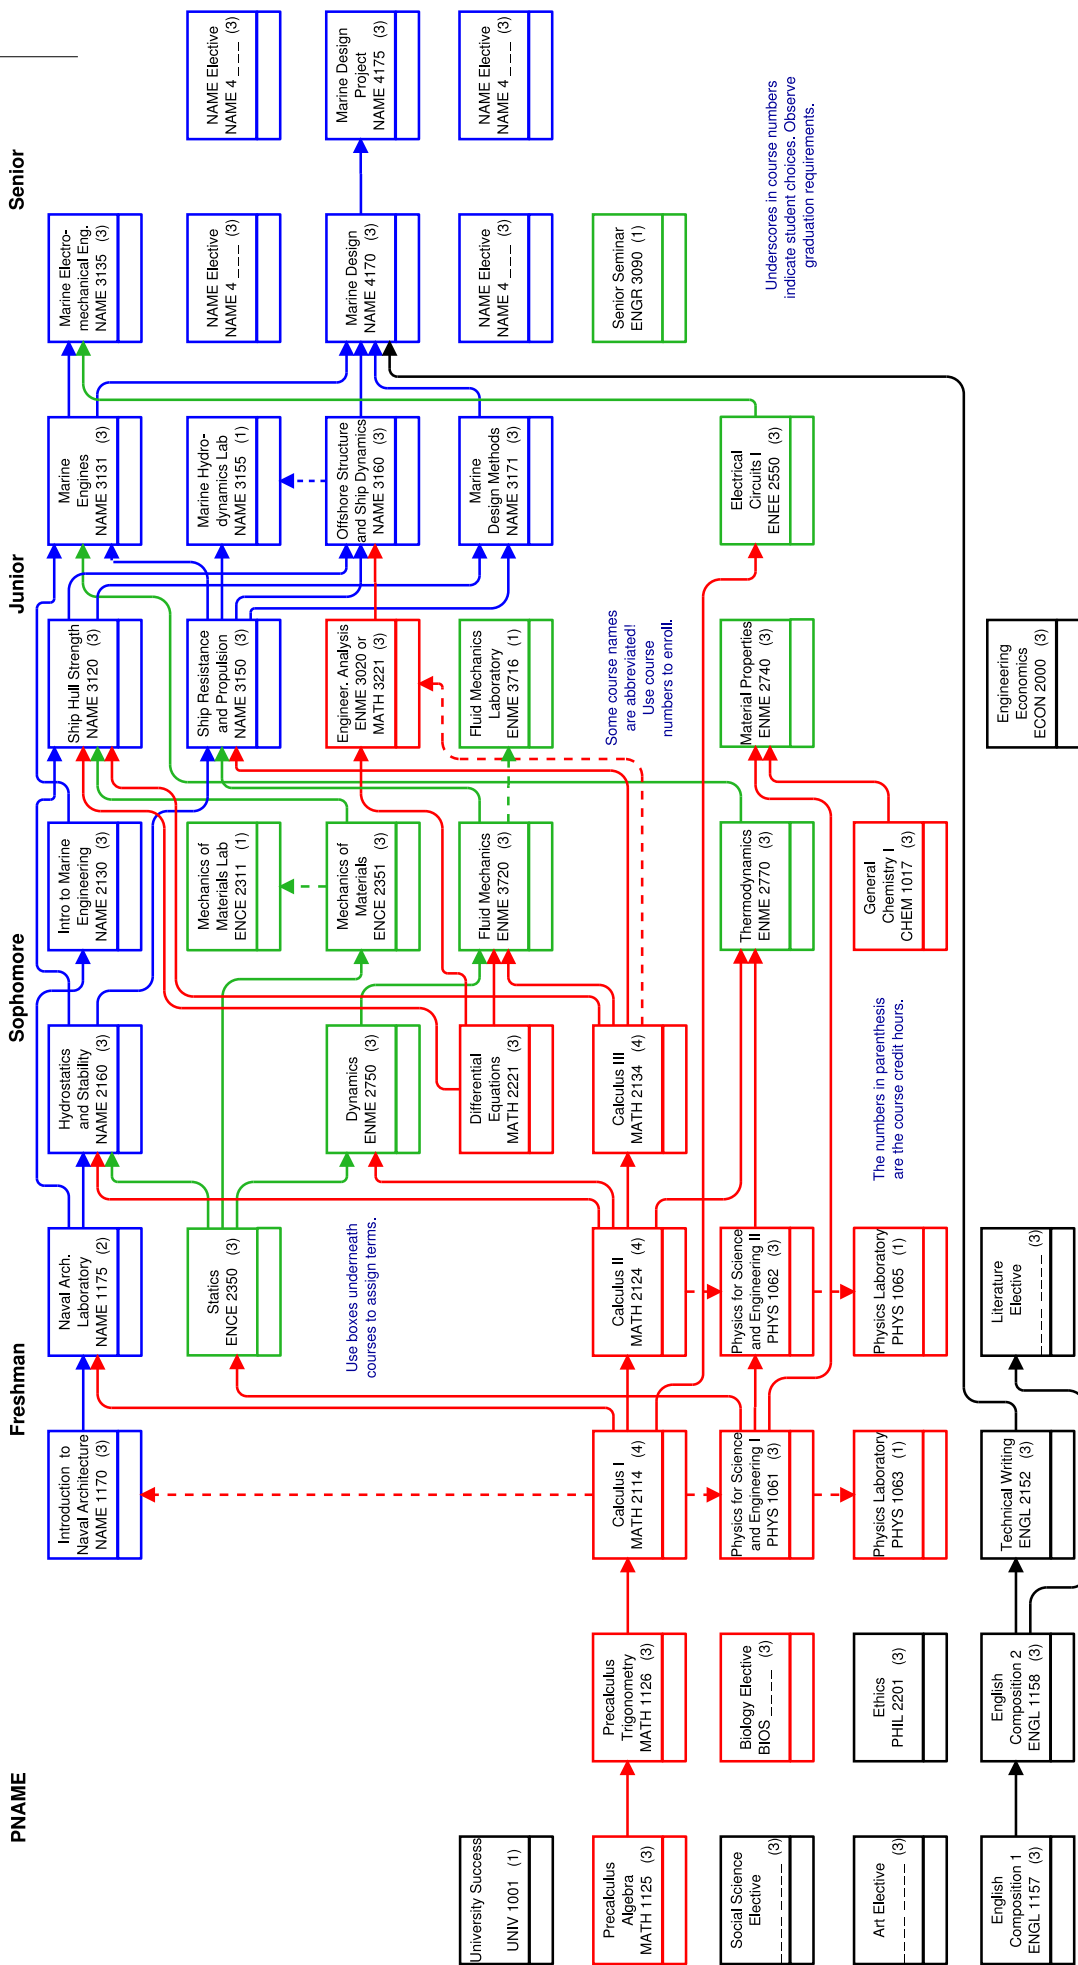 PNAME
Freshman
Sophomore
Junior
Senior
Introduction to
Naval Architecture
NAME 1170 (3)
Naval Arch.
Laboratory
NAME 1175 (2)
Hydrostatics
and Stability
NAME 2160 (3)
Intro to Marine
Engineering
NAME 2130 (3)
Ship Hull Strength
NAME 3120 (3)
Marine
Engines
NAME 3131 (3)
Marine Electro-
mechanical Eng.
NAME 3135 (3)
Statics
ENCE 2350 (3)
Mechanics of
Materials Lab
ENCE 2311 (1)
Ship Resistance
and Propulsion
NAME 3150 (3)
Marine Hydro-
dynamics Lab
NAME 3155 (1)
NAME Elective
NAME 4 _ _ _ (3)
NAME Elective
NAME 4 _ _ _ (3)
Use boxes underneath
courses to assign terms.
Dynamics
ENME 2750 (3)
Mechanics of
Materials
ENCE 2351 (3)
Engineer. Analysis
ENME 3020 or
MATH 3221 (3)
Offshore Structure
and Ship Dynamics
NAME 3160 (3)
Marine Design
NAME 4170 (3)
Marine Design
Project
NAME 4175 (3)
University Success
UNIV 1001 (1)
Differential
Equations
MATH 2221 (3)
Fluid Mechanics
ENME 3720 (3)
Fluid Mechanics
Laboratory
ENME 3716 (1)
Marine
Design Methods
NAME 3171 (3)
NAME Elective
NAME 4 _ _ _ (3)
NAME Elective
NAME 4 _ _ _ (3)
Precalculus
Algebra
MATH 1125 (3)
Precalculus
Trigonometry
MATH 1126 (3)
Calculus I
MATH 2114 (4)
Calculus II
MATH 2124 (4)
Calculus III
MATH 2134 (4)
Some course names
are abbreviated!
Use course
numbers to enroll.
Senior Seminar
ENGR 3090 (1)
Social Science
Elective
_ _ _ _ _ _ _ _ (3)
Biology Elective
BIOS _ _ _ _ (3)
Physics for Science
and Engineering I
PHYS 1061 (3)
Physics for Science
and Engineering II
PHYS 1062 (3)
Thermodynamics
ENME 2770 (3)
Material Properties
ENME 2740 (3)
Electrical
Circuits I
ENEE 2550 (3)
Underscores in course numbers
indicate student choices. Observe
graduation requirements.
Art Elective
_ _ _ _ _ _ _ _ (3)
Ethics
PHIL 2201 (3)
Physics Laboratory
PHYS 1063 (1)
Physics Laboratory
PHYS 1065 (1)
The numbers in parenthesis
are the course credit hours.
General
Chemistry I
CHEM 1017 (3)
English
Composition 1
ENGL 1157 (3)
English
Composition 2
ENGL 1158 (3)
Technical Writing
ENGL 2152 (3)
Literature
Elective
_ _ _ _ _ _ _ _ (3)
Engineering
Economics
ECON 2000 (3)